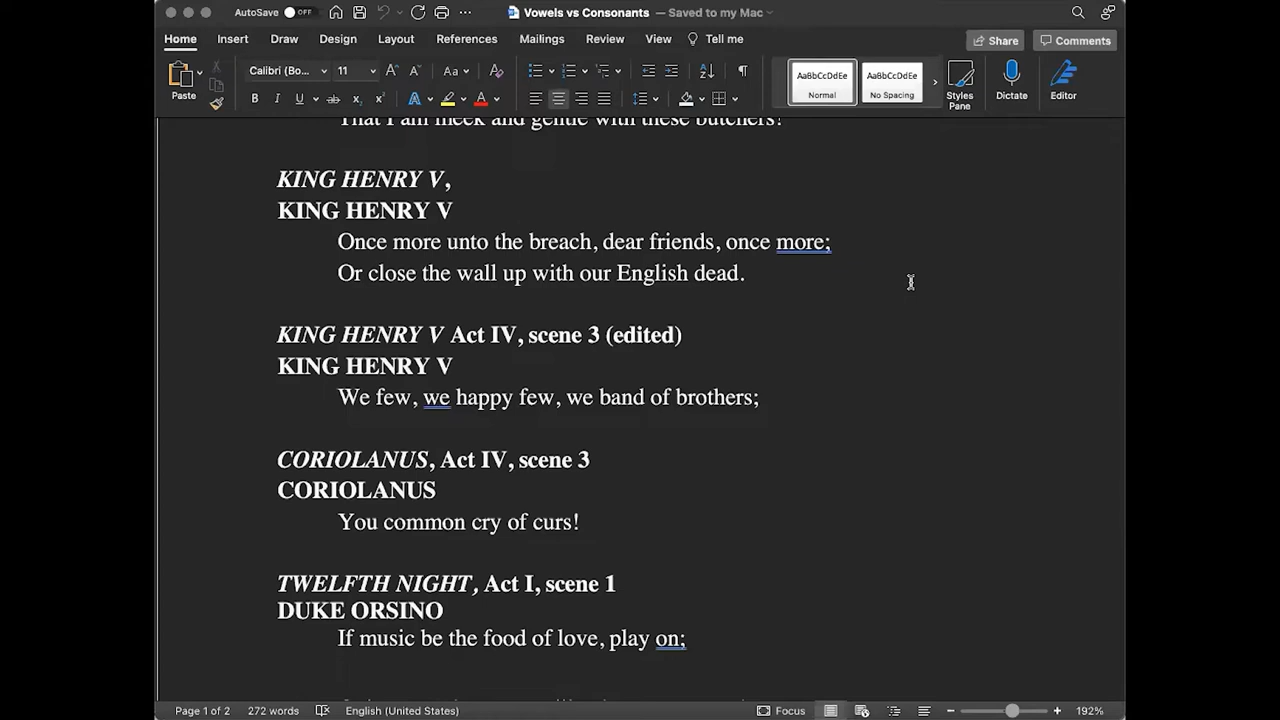 AutoSave OFF Vowels vs Consonants — Saved to my Mac
Home Insert Draw Design Layout References Mailings Review View Tell me Share Comments
Paste Calibri (Bo... 11 A A Aa A AaBbCcDdEe AaBbCcDdEe Styles Pane Dictate Editor
B I U ab x x A A Normal No Spacing
That I am meek and gentle with these butchers!
KING HENRY V,
KING HENRY V
Once more unto the breach, dear friends, once more;
Or close the wall up with our English dead.
KING HENRY V Act IV, scene 3 (edited)
KING HENRY V
We few, we happy few, we band of brothers;
CORIOLANUS, Act IV, scene 3
CORIOLANUS
You common cry of curs!
TWELFTH NIGHT, Act I, scene 1
DUKE ORSINO
If music be the food of love, play on;
Page 1 of 2 272 words English (United States) Focus 192%